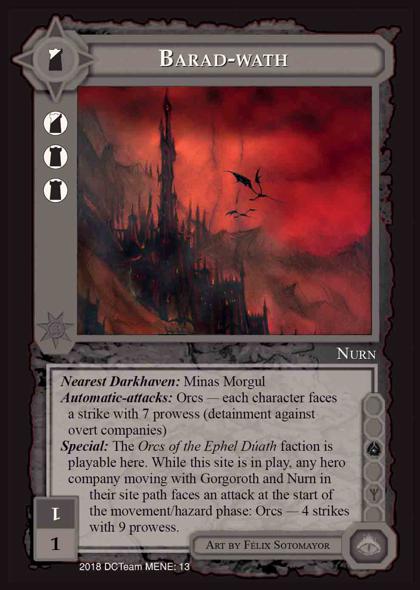 BARAD-WATH
NURN
Nearest Darkhaven: Minas Morgul
Automatic-attacks: Orcs — each character faces
a strike with 7 prowess (detainment against
overt companies)
Special: The Orcs of the Ephel Dúath faction is
playable here. While this site is in play, any hero
company moving with Gorgoroth and Nurn in
their site path faces an attack at the start of
the movement/hazard phase: Orcs — 4 strikes
with 9 prowess.
1
1
ART BY FÉLIX SOTOMAYOR
2018 DCTeam MENE: 13